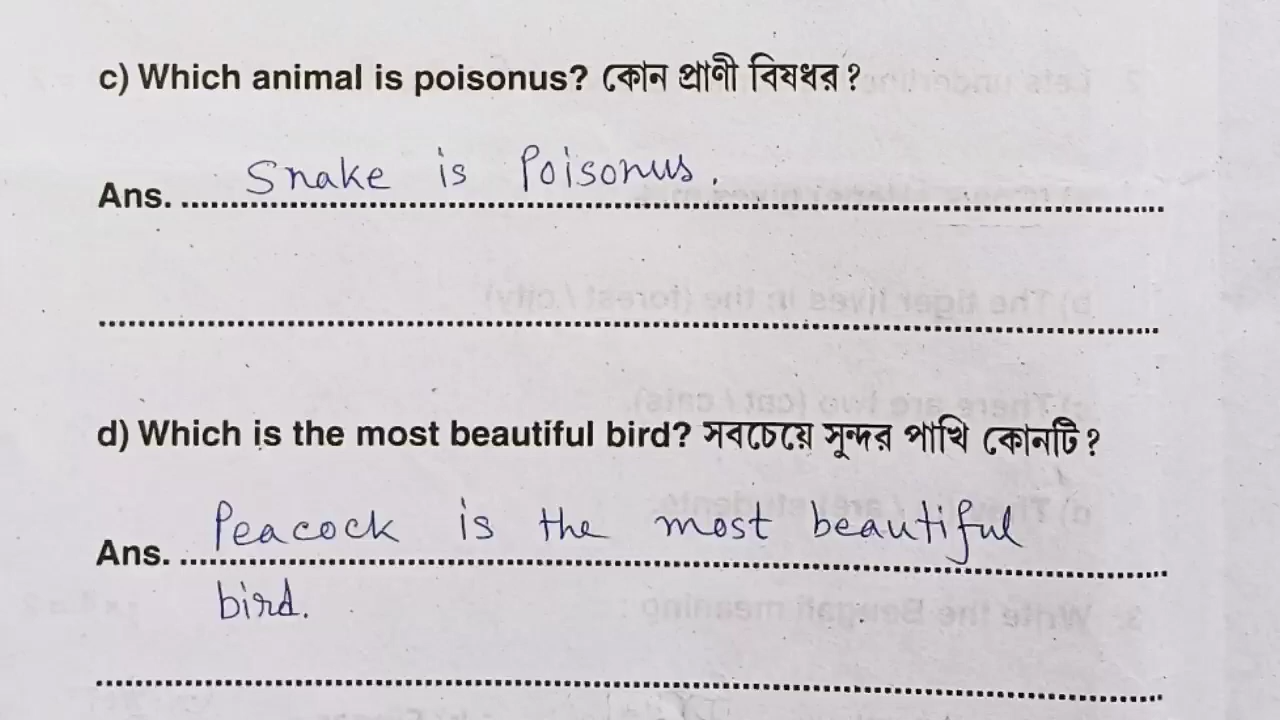 c) Which animal is poisonus? কোন প্রাণী বিষধর?
Ans. Snake is Poisonus.
d) Which is the most beautiful bird? সবচেয়ে সুন্দর পাখি কোনটি?
Ans. Peacock is the most beautiful
bird.